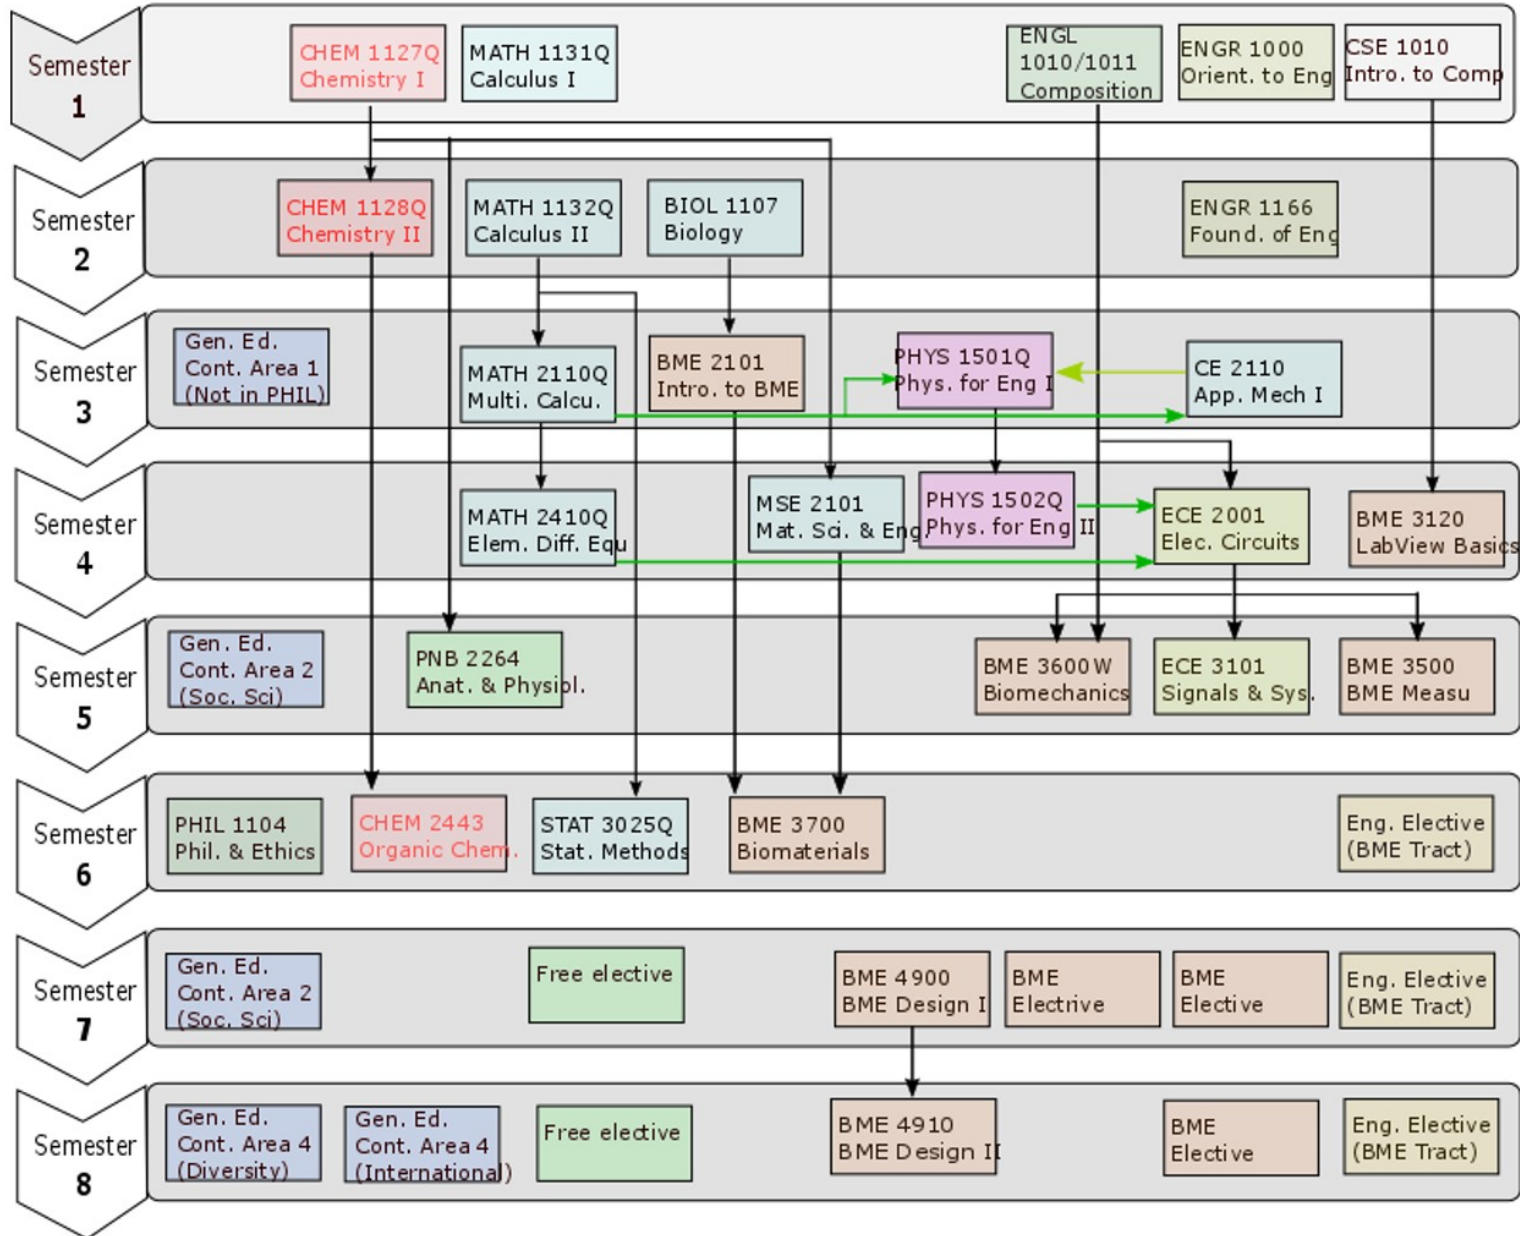 Semester
1
CHEM 1127Q
Chemistry I
MATH 1131Q
Calculus I
ENGL
1010/1011
Composition
ENGR 1000
Orient. to Eng
CSE 1010
Intro. to Comp
Semester
2
CHEM 1128Q
Chemistry II
MATH 1132Q
Calculus II
BIOL 1107
Biology
ENGR 1166
Found. of Eng
Semester
3
Gen. Ed.
Cont. Area 1
(Not in PHIL)
MATH 2110Q
Multi. Calcu.
BME 2101
Intro. to BME
PHYS 1501Q
Phys. for Eng I
CE 2110
App. Mech I
Semester
4
MATH 2410Q
Elem. Diff. Equ
MSE 2101
Mat. Sci. & Eng.
PHYS 1502Q
Phys. for Eng II
ECE 2001
Elec. Circuits
BME 3120
LabView Basics
Semester
5
Gen. Ed.
Cont. Area 2
(Soc. Sci)
PNB 2264
Anat. & Physiol.
BME 3600W
Biomechanics
ECE 3101
Signals & Sys.
BME 3500
BME Measu
Semester
6
PHIL 1104
Phil. & Ethics
CHEM 2443
Organic Chem.
STAT 3025Q
Stat. Methods
BME 3700
Biomaterials
Eng. Elective
(BME Tract)
Semester
7
Gen. Ed.
Cont. Area 2
(Soc. Sci)
Free elective
BME 4900
BME Design I
BME
Electrive
BME
Elective
Eng. Elective
(BME Tract)
Semester
8
Gen. Ed.
Cont. Area 4
(Diversity)
Gen. Ed.
Cont. Area 4
(International)
Free elective
BME 4910
BME Design II
BME
Elective
Eng. Elective
(BME Tract)